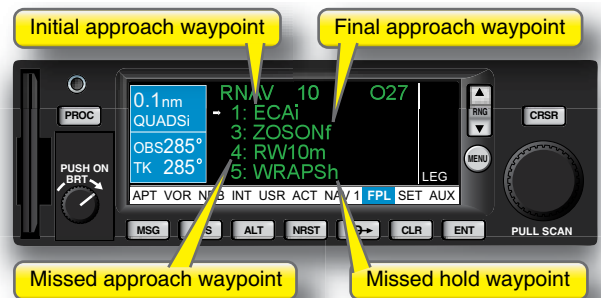 Initial approach waypoint
Final approach waypoint
PROC
PUSH ON
BRT
0.1nm
QUADSi
OBS285°
TK 285°
RNAV 10 O27
1: ECAi
3: ZOSONf
4: RW10m
5: WRAPSh
LEG
APT VOR NDB INT USR ACT NAV 1 FPL SET AUX
RNG
MENU
CRSR
PULL SCAN
MSG
ALT
NRST
CLR
ENT
Missed approach waypoint
Missed hold waypoint